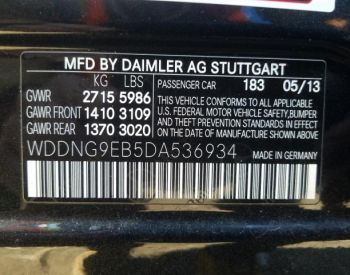 MFD BY DAIMLER AG STUTTGART
KG LBS
PASSENGER CAR 183 05/13
GVWR 2715 5986
GAWR FRONT 1410 3109
GAWR REAR 1370 3020
THIS VEHICLE CONFORMS TO ALL APPLICABLE
U.S. FEDERAL MOTOR VEHICLE SAFETY,BUMPER,
AND THEFT PREVENTION STANDARDS IN EFFECT
ON THE DATE OF MANUFACTURE SHOWN ABOVE.
WDDNG9EB5DA536934
MADE IN GERMANY